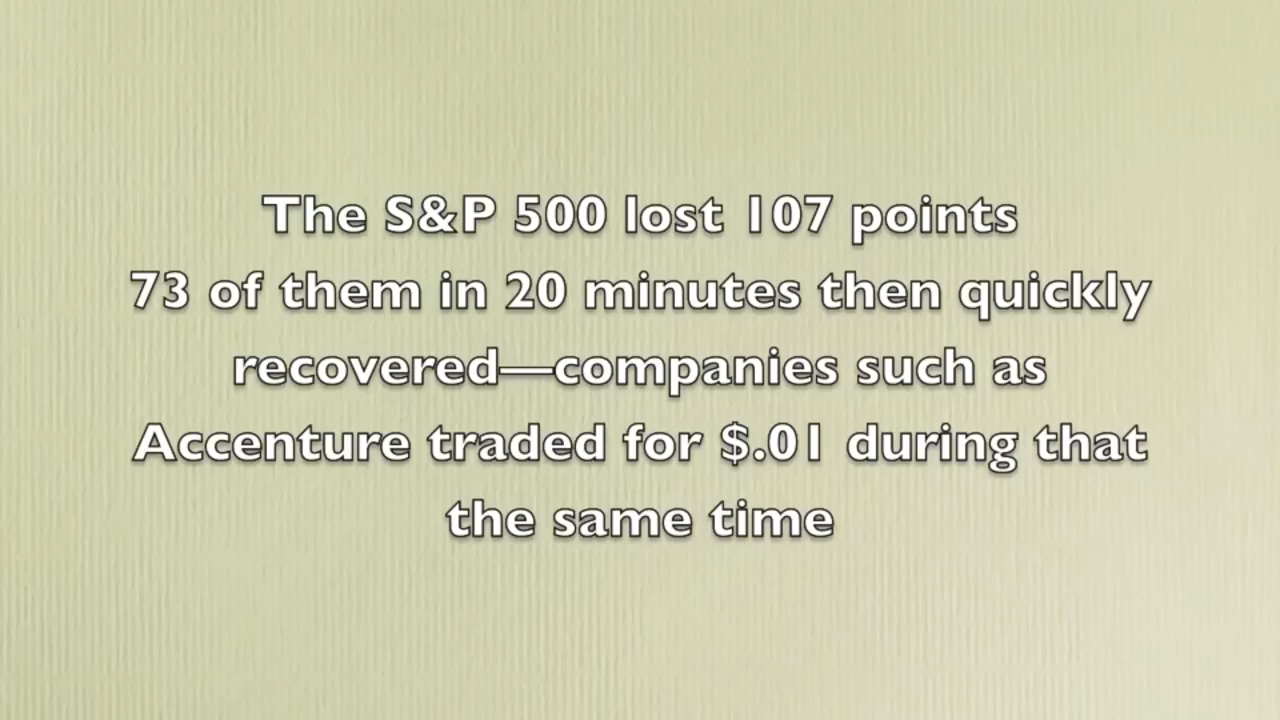 The S&P 500 lost 107 points
73 of them in 20 minutes then quickly
recovered—companies such as
Accenture traded for $.01 during that
the same time